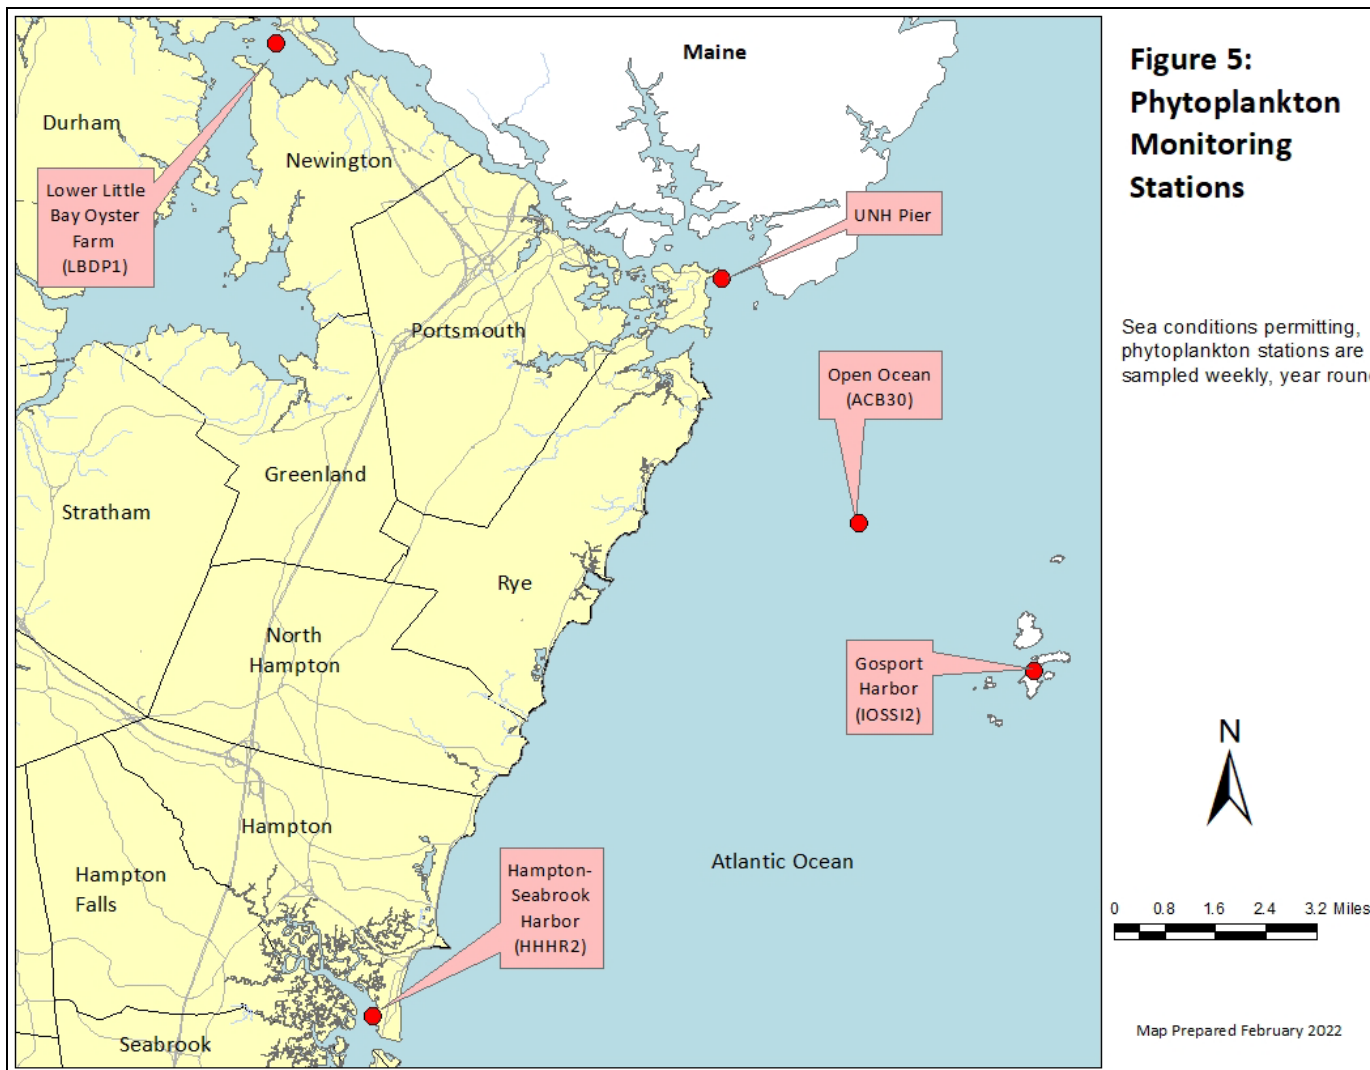 Figure 5:
Phytoplankton
Monitoring
Stations
Maine
Durham
Newington
Lower Little
Bay Oyster
Farm
(LBDP1)
UNH Pier
Portsmouth
Sea conditions permitting,
phytoplankton stations are
sampled weekly, year roun
Open Ocean
(ACB30)
Greenland
Stratham
Rye
North
Hampton
Gosport
Harbor
(IOSSI2)
N
Hampton
Atlantic Ocean
Hampton
Falls
Hampton-
Seabrook
Harbor
(HHHR2)
0 0.8 1.6 2.4 3.2 Miles
Seabrook
Map Prepared February 2022